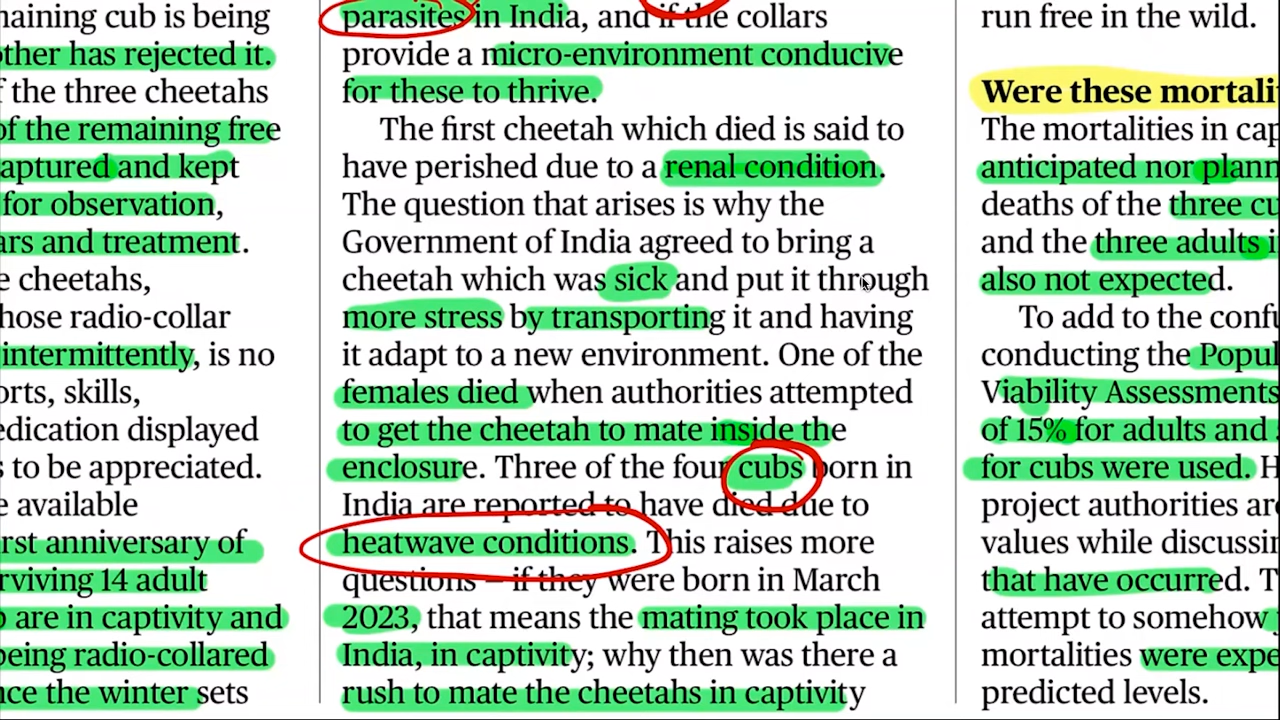 naining cub is being
other has rejected it.
f the three cheetahs
of the remaining free
aptured and kept
for observation,
ars and treatment.
e cheetahs,
hose radio-collar
intermittently, is no
orts, skills,
edication displayed
s to be appreciated.
e available
rst anniversary of
rviving 14 adult
are in captivity and
being radio-collared
nce the winter sets
parasites in India, and if the collars
provide a micro-environment conducive
for these to thrive.
The first cheetah which died is said to
have perished due to a renal condition.
The question that arises is why the
Government of India agreed to bring a
cheetah which was sick and put it through
more stress by transporting it and having
it adapt to a new environment. One of the
females died when authorities attempted
to get the cheetah to mate inside the
enclosure. Three of the four cubs born in
India are reported to have died due to
heatwave conditions. This raises more
questions — if they were born in March
2023, that means the mating took place in
India, in captivity; why then was there a
rush to mate the cheetahs in captivity
run free in the wild.
Were these mortali
The mortalities in cap
anticipated nor plann
deaths of the three cu
and the three adults i
also not expected.
To add to the confu
conducting the Popul
Viability Assessments
of 15% for adults and
for cubs were used. H
project authorities are
values while discussin
that have occurred. T
attempt to somehow
mortalities were expe
predicted levels.